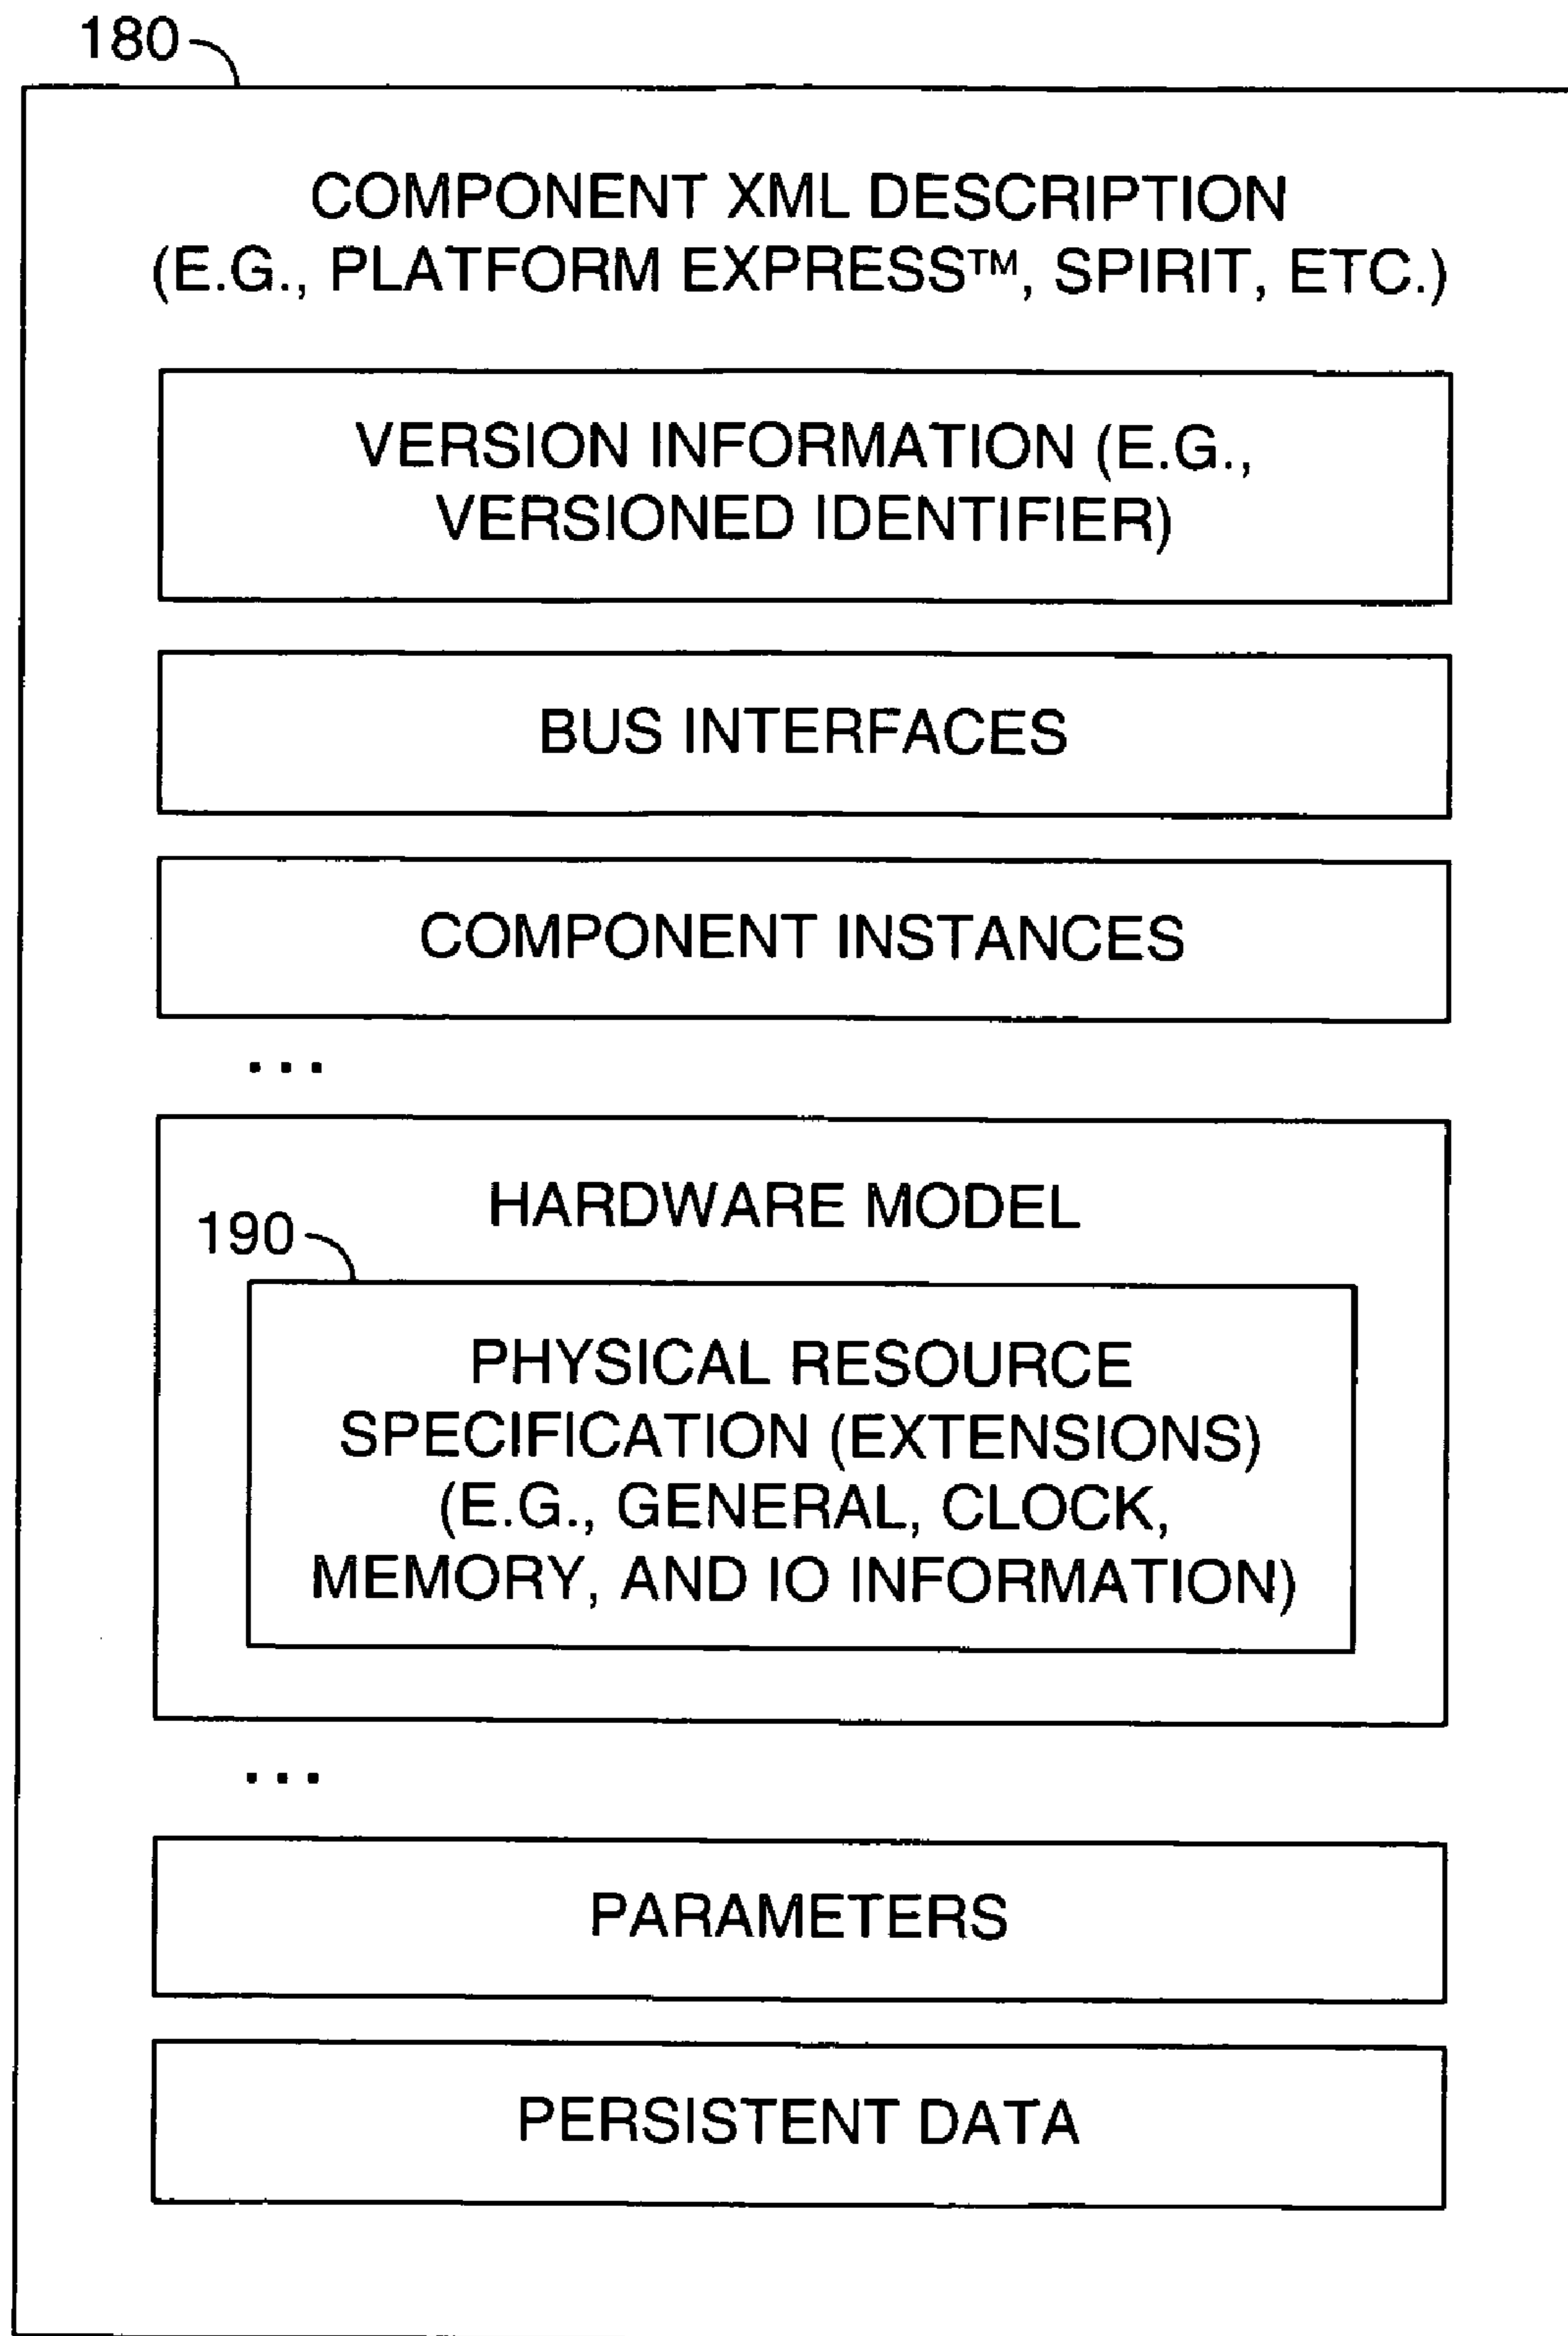 180
COMPONENT XML DESCRIPTION
(E.G., PLATFORM EXPRESS™, SPIRIT, ETC.)
VERSION INFORMATION (E.G.,
VERSIONED IDENTIFIER)
BUS INTERFACES
COMPONENT INSTANCES
...
HARDWARE MODEL
190
PHYSICAL RESOURCE
SPECIFICATION (EXTENSIONS)
(E.G., GENERAL, CLOCK,
MEMORY, AND IO INFORMATION)
...
PARAMETERS
PERSISTENT DATA